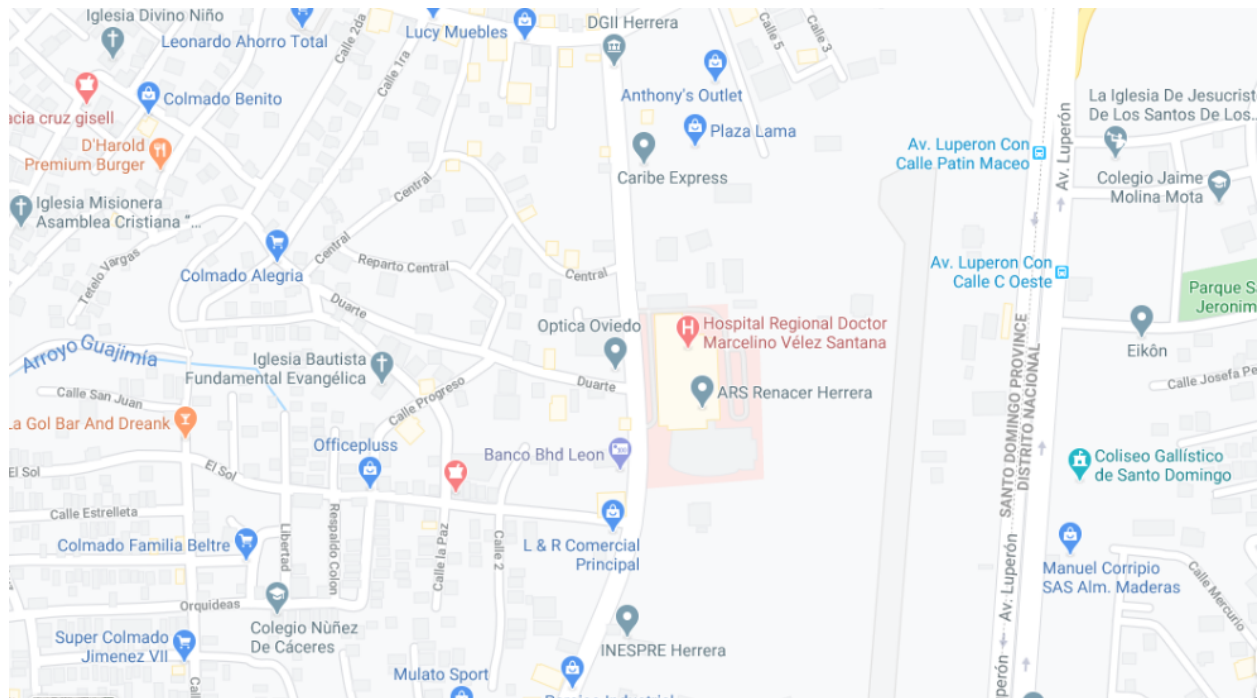 Iglesia Divino Niño
Leonardo Ahorro Total
Calle 2da
Calle 1ra
Lucy Muebles
DGII Herrera
Calle 5
Calle 3
Anthony's Outlet
Plaza Lama
Caribe Express
Colmado Benito
acia cruz gisell
D'Harold
Premium Burger
Iglesia Misionera
Asamblea Cristiana “...
Tetelo Vargas
Colmado Alegria
Central
Central
Reparto Central
Central
Av. Luperon Con
Calle Patin Maceo
Av. Luperón
La Iglesia De Jesucrist
De Los Santos De Los...
Colegio Jaime
Molina Mota
Av. Luperon Con
Calle C Oeste
Parque S
Jeronim
Eikôn
Calle Josefa Pe
Duarte
Optica Oviedo
Hospital Regional Doctor
Marcelino Vélez Santana
ARS Renacer Herrera
Arroyo Guajimía
Iglesia Bautista
Fundamental Evangélica
Duarte
Calle San Juan
Calle Progreso
La Gol Bar And Dreank
Officepluss
Banco Bhd Leon
El Sol
El Sol
SANTO DOMINGO PROVINCE
DISTRITO NACIONAL
Coliseo Gallístico
de Santo Domingo
Calle Estrelleta
Colmado Familia Beltre
Libertad
Respaldo Colon
Calle la Paz
Calle 2
L & R Comercial
Principal
Manuel Corripio
SAS Alm. Maderas
Calle Mercurio
Av. Luperón
Orquideas
Colegio Nùñez
De Cáceres
INESPRE Herrera
Super Colmado
Jimenez VII
Mulato Sport
Call
perón